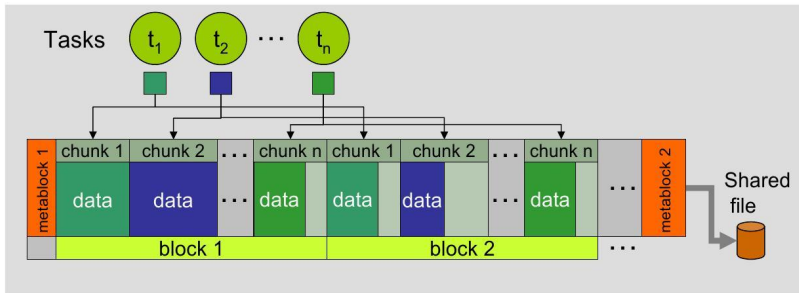 Tasks t1 t2 ... tn
metablock 1 chunk 1 chunk 2 ... chunk n chunk 1 chunk 2 ... chunk n ... metablock 2
data data ... data data data ... data
Shared
file
block 1 block 2 ...